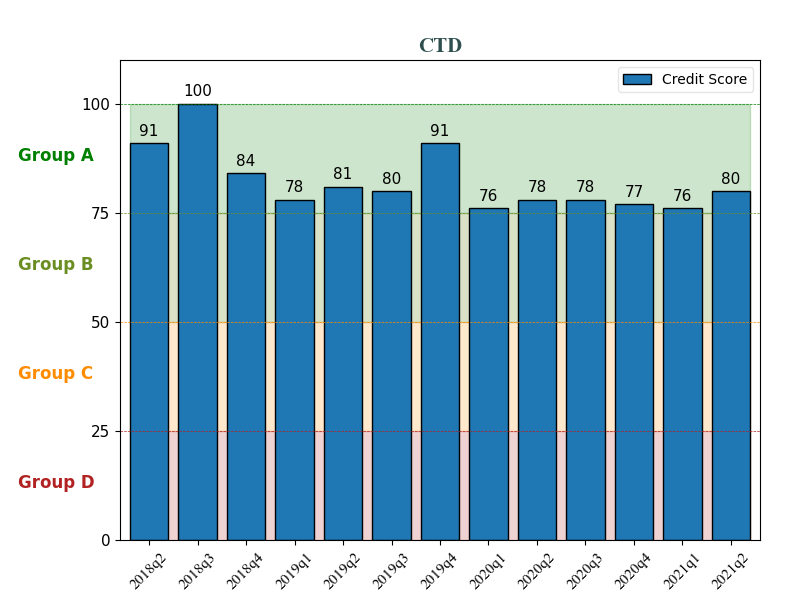 CTD
Credit Score
100
75
50
25
0
Group A
Group B
Group C
Group D
91
100
84
78
81
80
91
76
78
78
77
76
80
2018q2
2018q3
2018q4
2019q1
2019q2
2019q3
2019q4
2020q1
2020q2
2020q3
2020q4
2021q1
2021q2